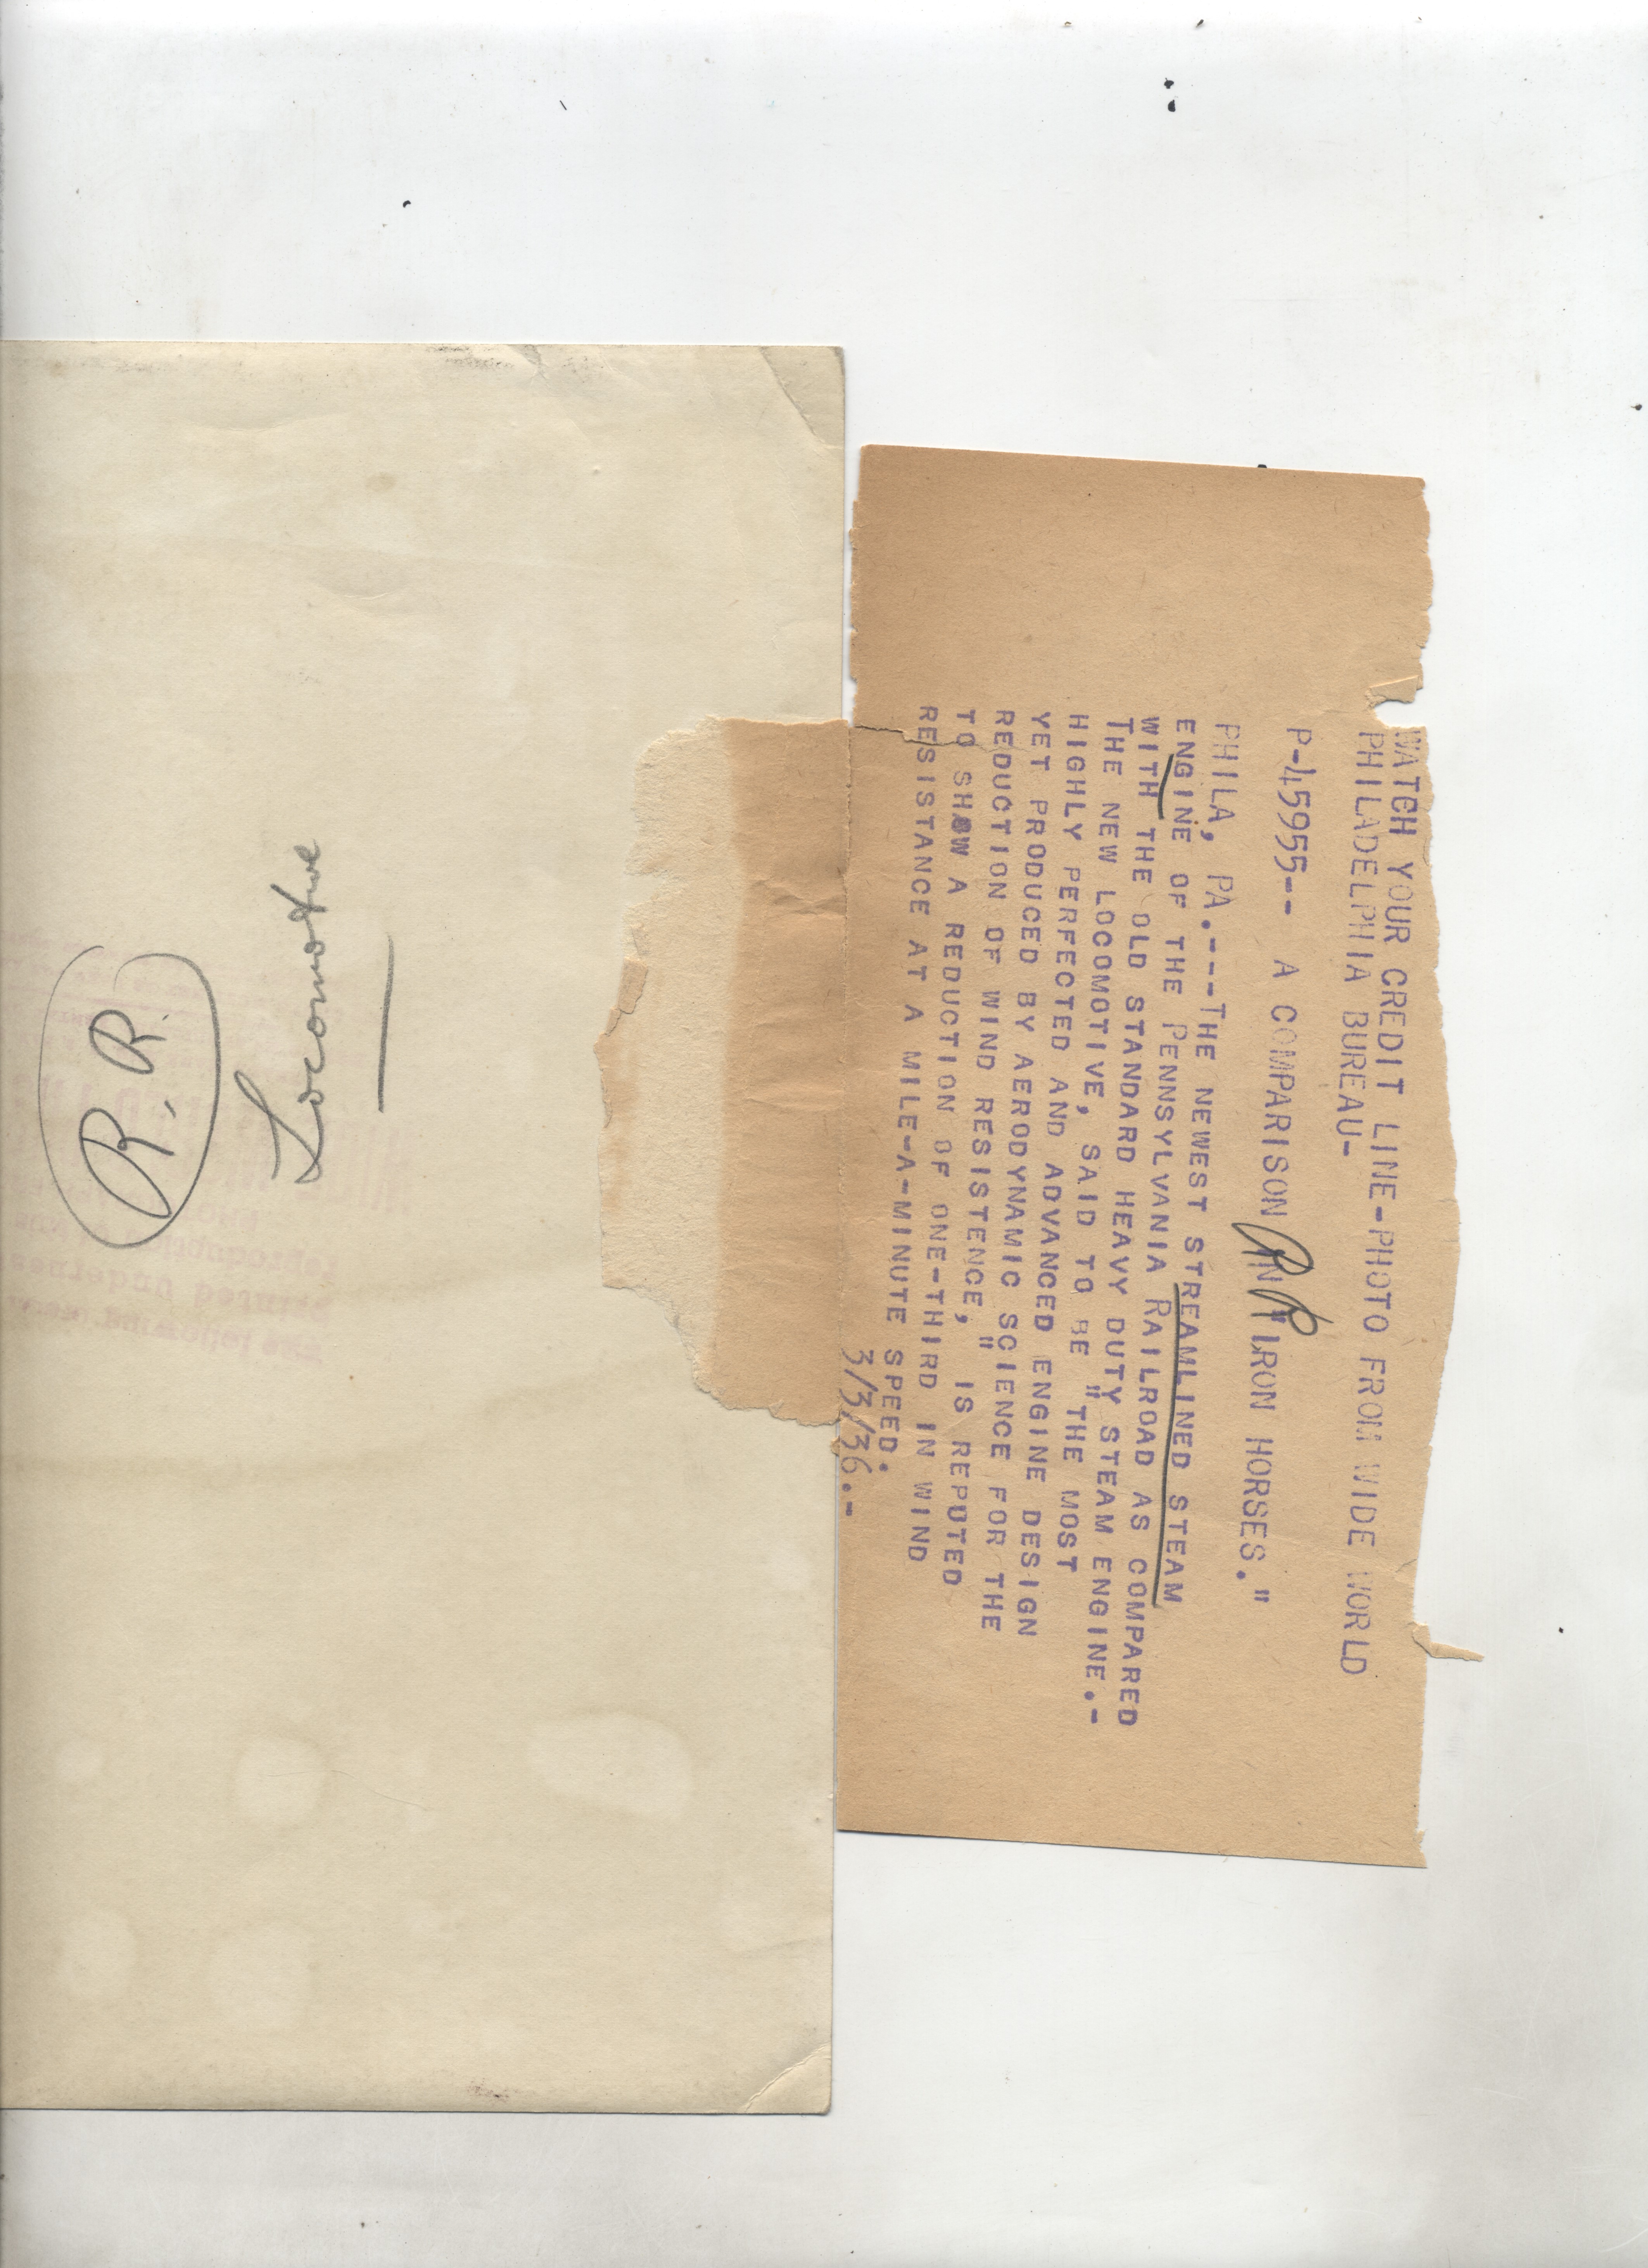 WATCH YOUR CREDIT LINE-PHOTO FROM WIDE WORLD
PHILADELPHIA BUREAU-
P-45955-- A COMPARISON IN "IRON HORSES."
RR
PHILA, PA.---THE NEWEST STREAMLINED STEAM
ENGINE OF THE PENNSYLVANIA RAILROAD AS COMPARED
WITH THE OLD STANDARD HEAVY DUTY STEAM ENGINE.-
THE NEW LOCOMOTIVE, SAID TO BE "THE MOST
HIGHLY PERFECTED AND ADVANCED ENGINE DESIGN
YET PRODUCED BY AERODYNAMIC SCIENCE FOR THE
REDUCTION OF WIND RESISTENCE," IS REPUTED
TO SHOW A REDUCTION OF ONE-THIRD IN WIND
RESISTANCE AT A MILE-A-MINUTE SPEED.
3/3/36.-
Locomotive
R.R.